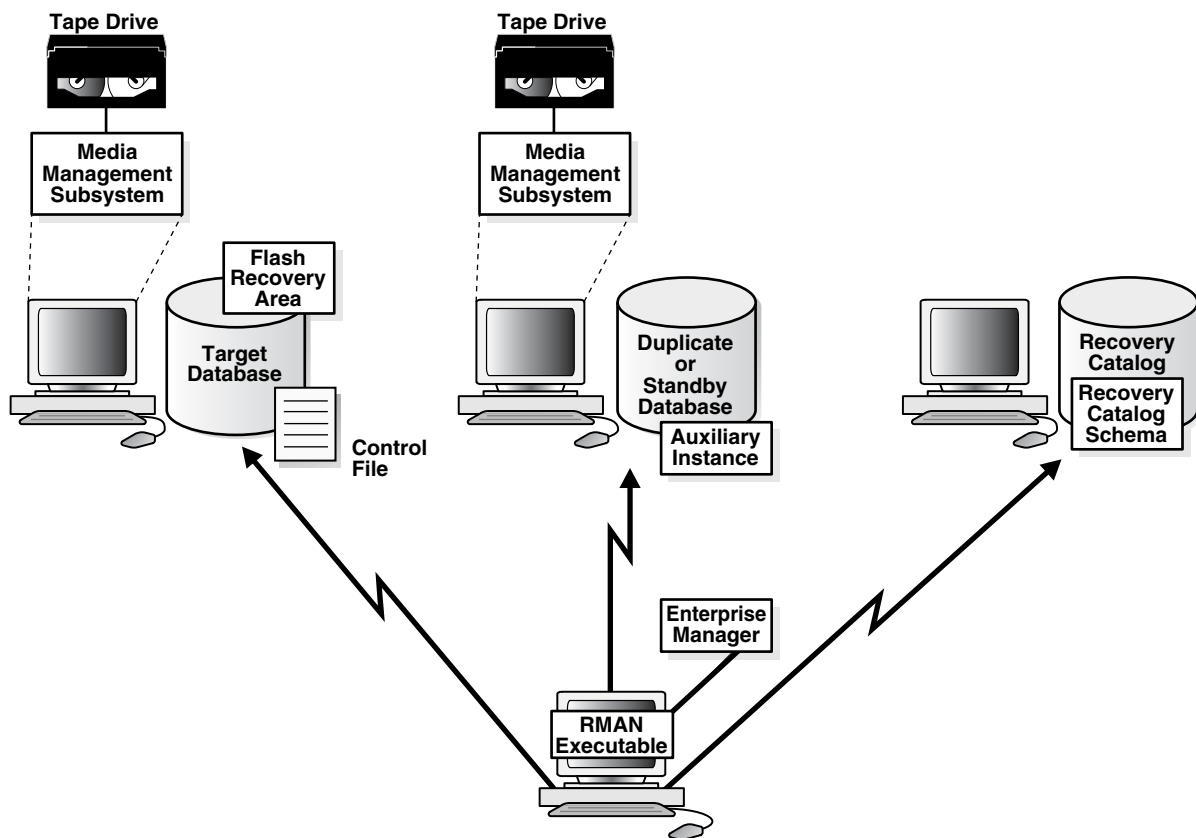 Tape Drive
Tape Drive
Media
Management
Subsystem
Media
Management
Subsystem
Flash
Recovery
Area
Target
Database
Control
File
Duplicate
or
Standby
Database
Auxiliary
Instance
Recovery
Catalog
Recovery
Catalog
Schema
Enterprise
Manager
RMAN
Executable